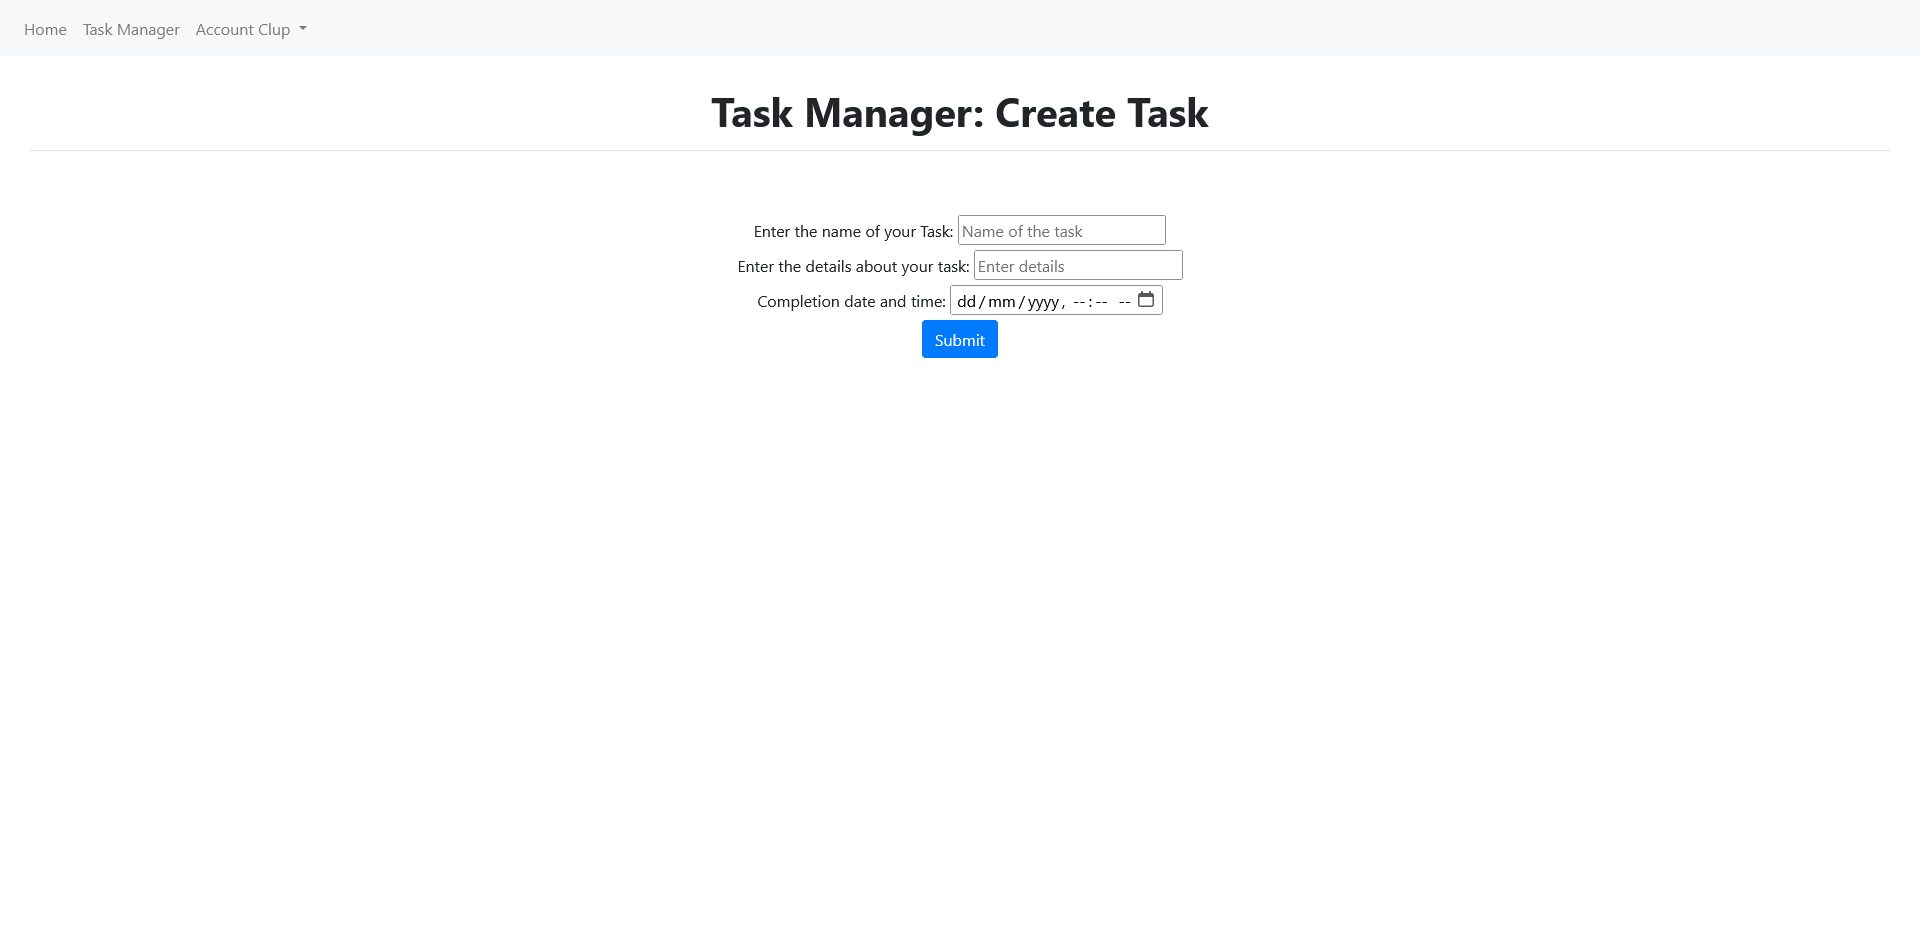 Home Task Manager Account Clup
Task Manager: Create Task
Enter the name of your Task: Name of the task
Enter the details about your task: Enter details
Completion date and time: dd/mm/yyyy, --:-- --
Submit